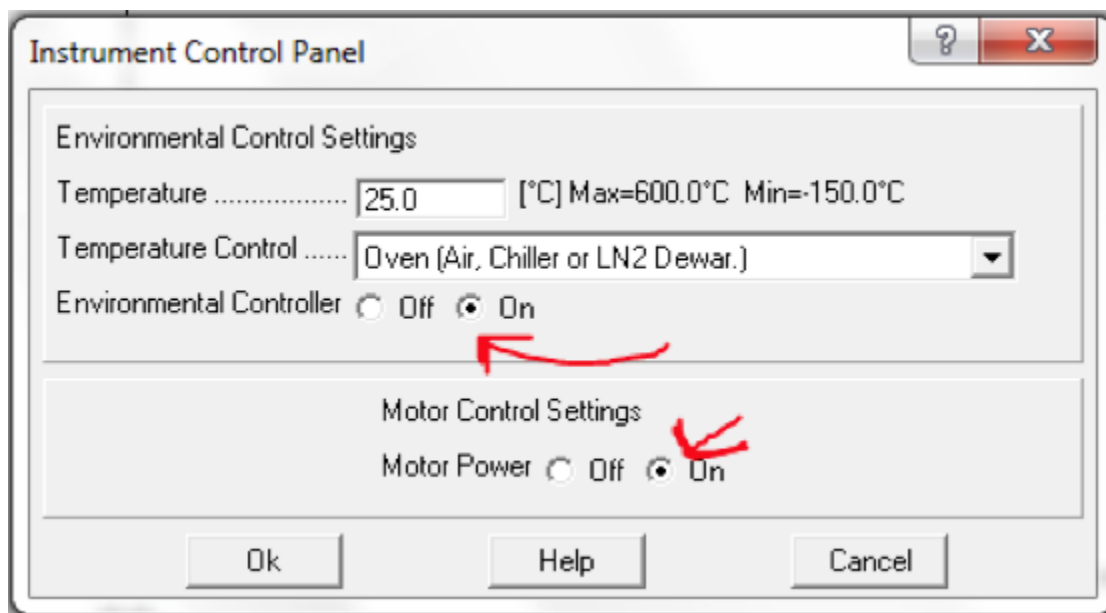 Instrument Control Panel
Environmental Control Settings
Temperature .................. 25.0 [°C] Max=600.0°C Min=-150.0°C
Temperature Control ...... Oven (Air, Chiller or LN2 Dewar.)
Environmental Controller Off On
Motor Control Settings
Motor Power Off On
Ok Help Cancel